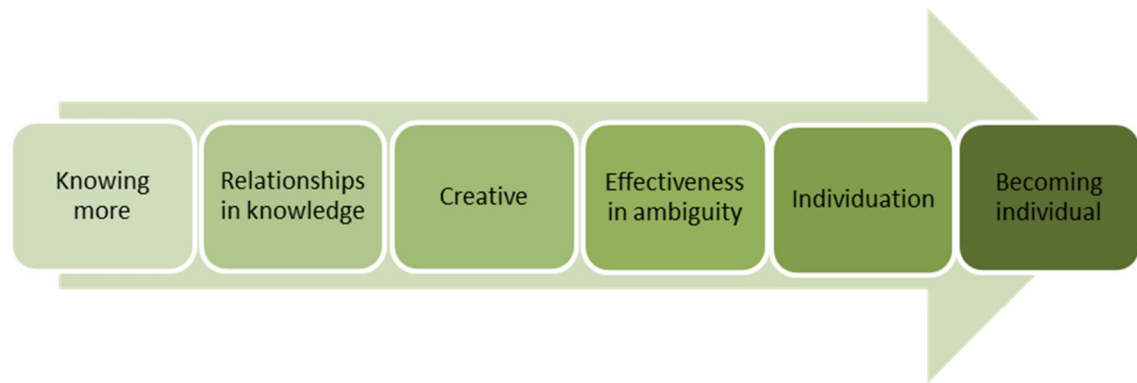 Knowing
more
Relationships
in knowledge
Creative
Effectiveness
in ambiguity
Individuation
Becoming
individual